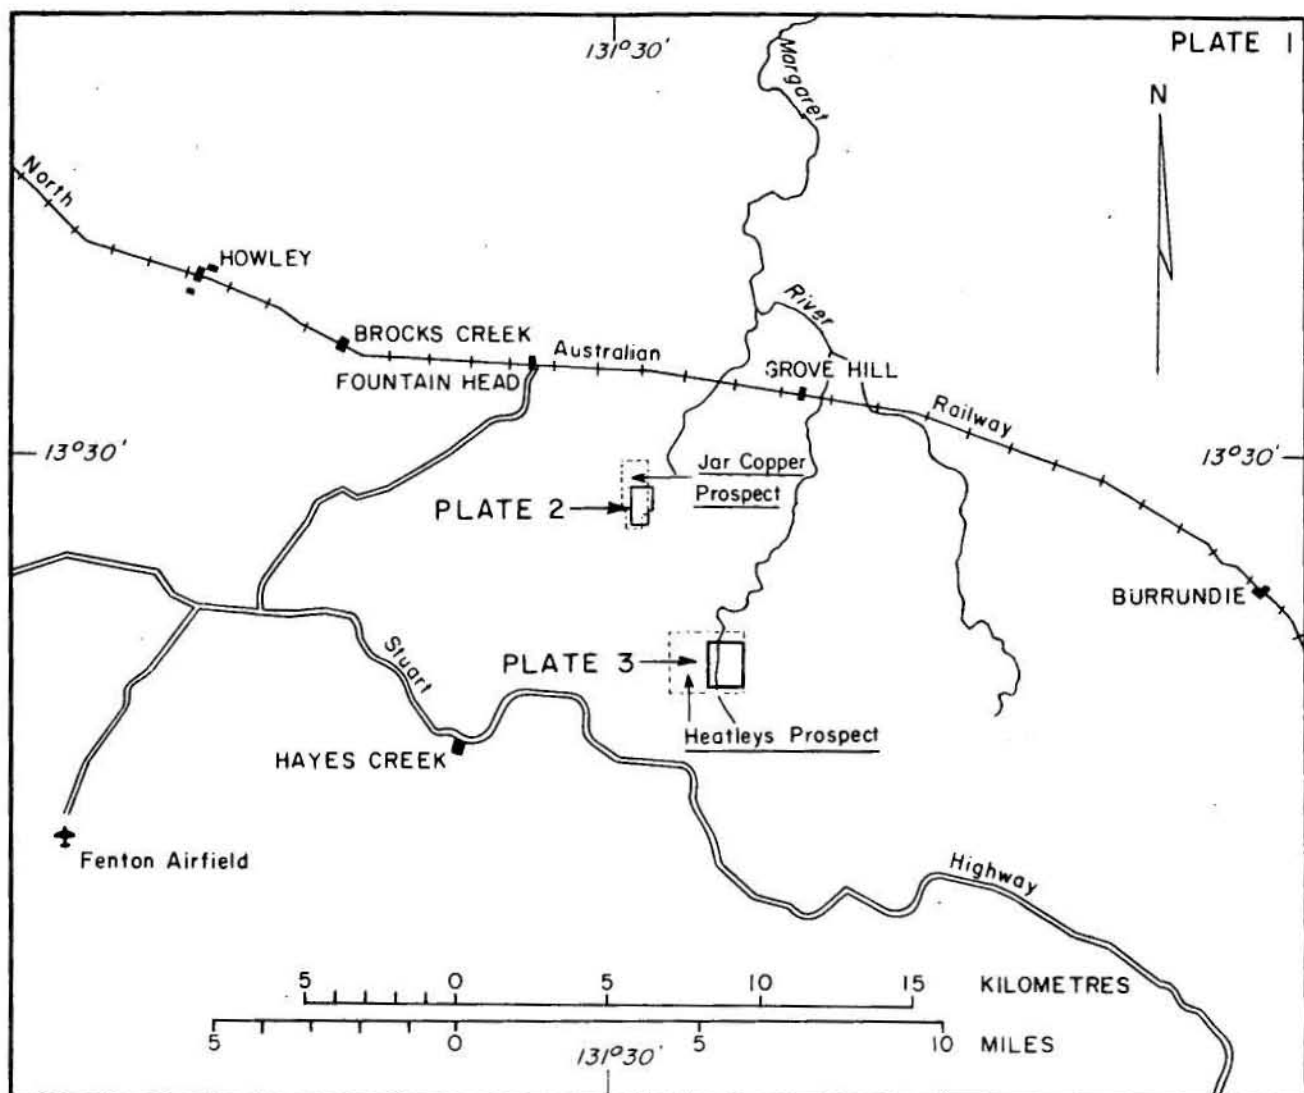 PLATE 1
131°30'
Margaret
N
North
HOWLEY
River
BROCKS CREEK
Australian
GROVE HILL
FOUNTAIN HEAD
Railway
13°30'
13°30'
Jar Copper
Prospect
PLATE 2
BURRUNDIE
Stuart
PLATE 3
Heatleys Prospect
HAYES CREEK
Fenton Airfield
Highway
5 0 5 10 15 KILOMETRES
5 0 5 10 MILES
131°30'